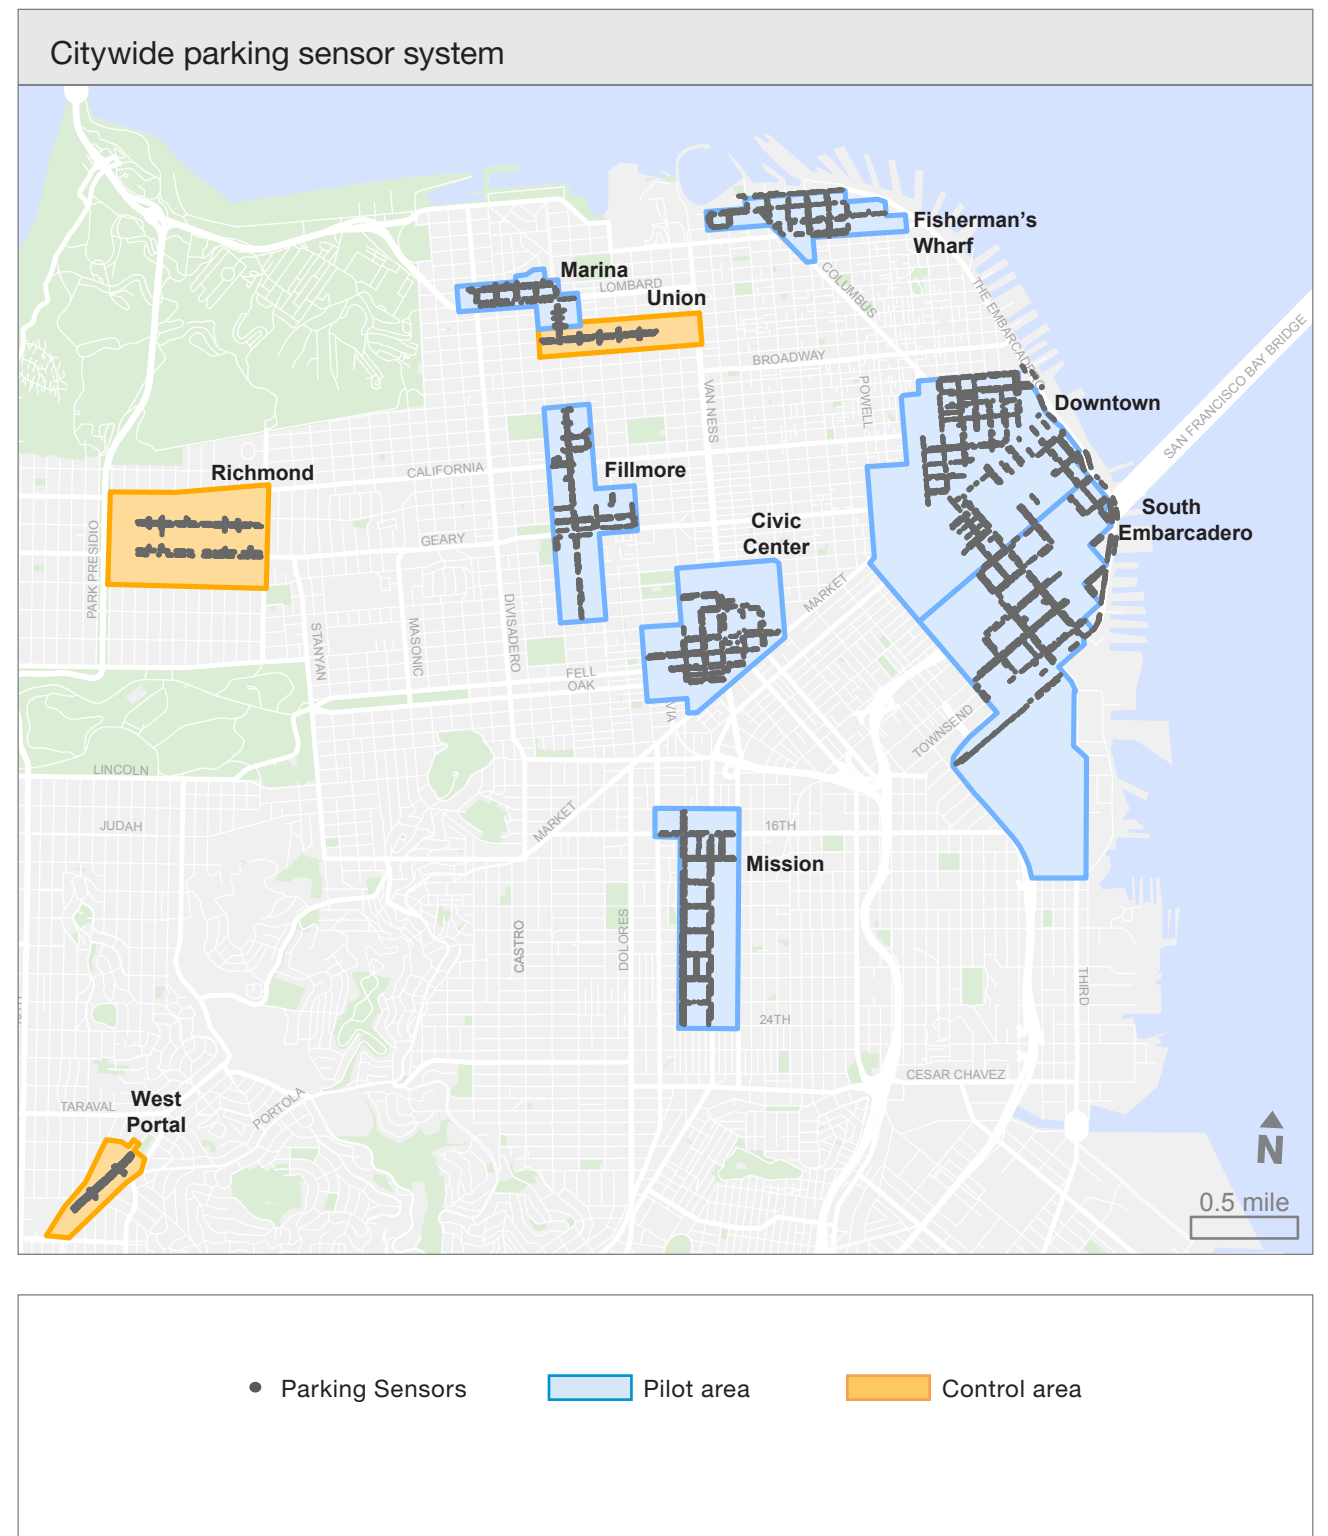 Citywide parking sensor system
Fisherman's
Wharf
Marina
LOMBARD
COLUMBUS
Union
THE EMBARCADERO
SAN FRANCISCO BAY BRIDGE
BROADWAY
POWELL
VAN NESS
Downtown
Richmond
CALIFORNIA
Fillmore
South
Embarcadero
Civic
Center
GEARY
PARK PRESIDIO
MARKET
STANYAN
MASONIC
DIVISADERO
FELL
OAK
VIA
TOWNSEND
LINCOLN
JUDAH
MARKET
16TH
Mission
CASTRO
DOLORES
THIRD
24TH
CESAR CHAVEZ
West
Portal
TARAVAL
PORTOLA
N
0.5 mile
Parking Sensors
Pilot area
Control area